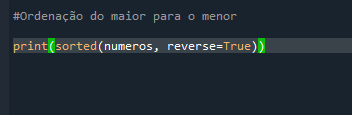 #Ordenação do maior para o menor
print(sorted(numeros, reverse=True))